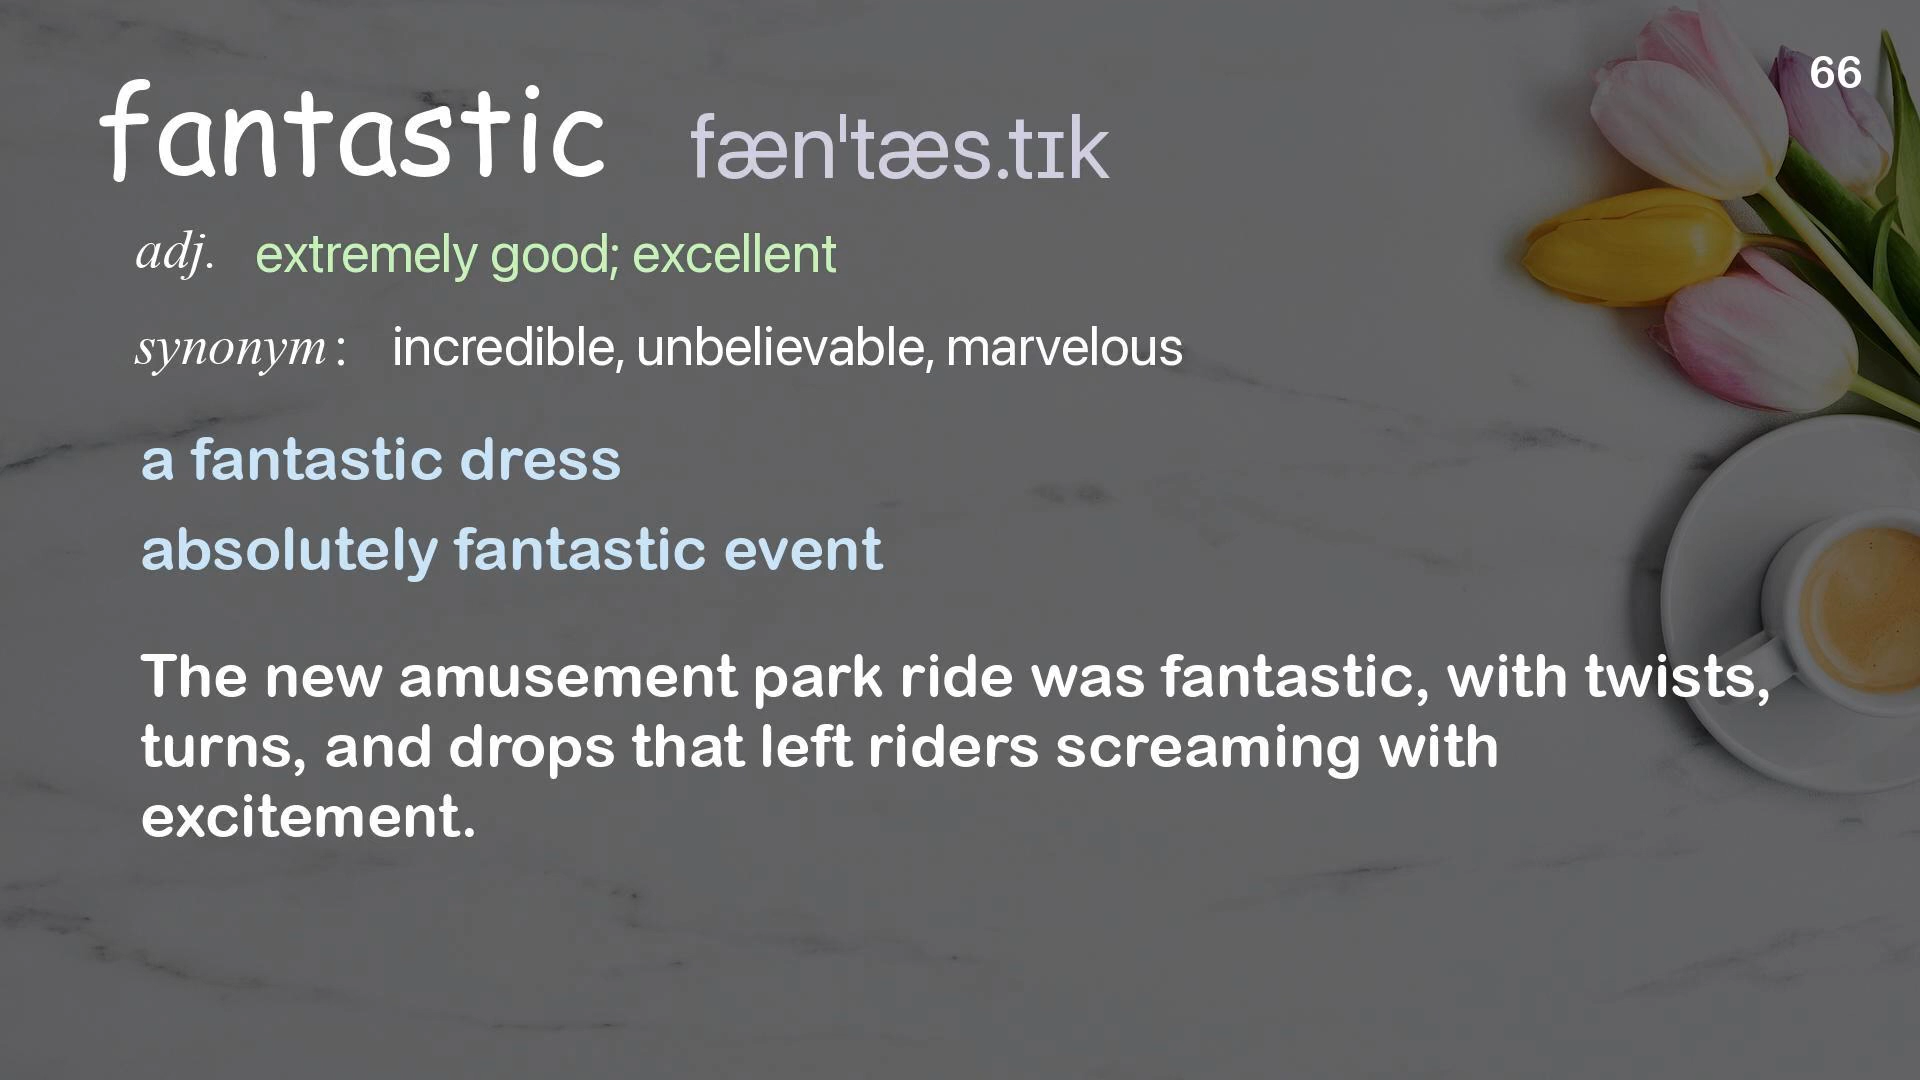 66
fantastic fæn'tæs.tɪk
adj. extremely good; excellent
synonym: incredible, unbelievable, marvelous
a fantastic dress
absolutely fantastic event
The new amusement park ride was fantastic, with twists,
turns, and drops that left riders screaming with
excitement.